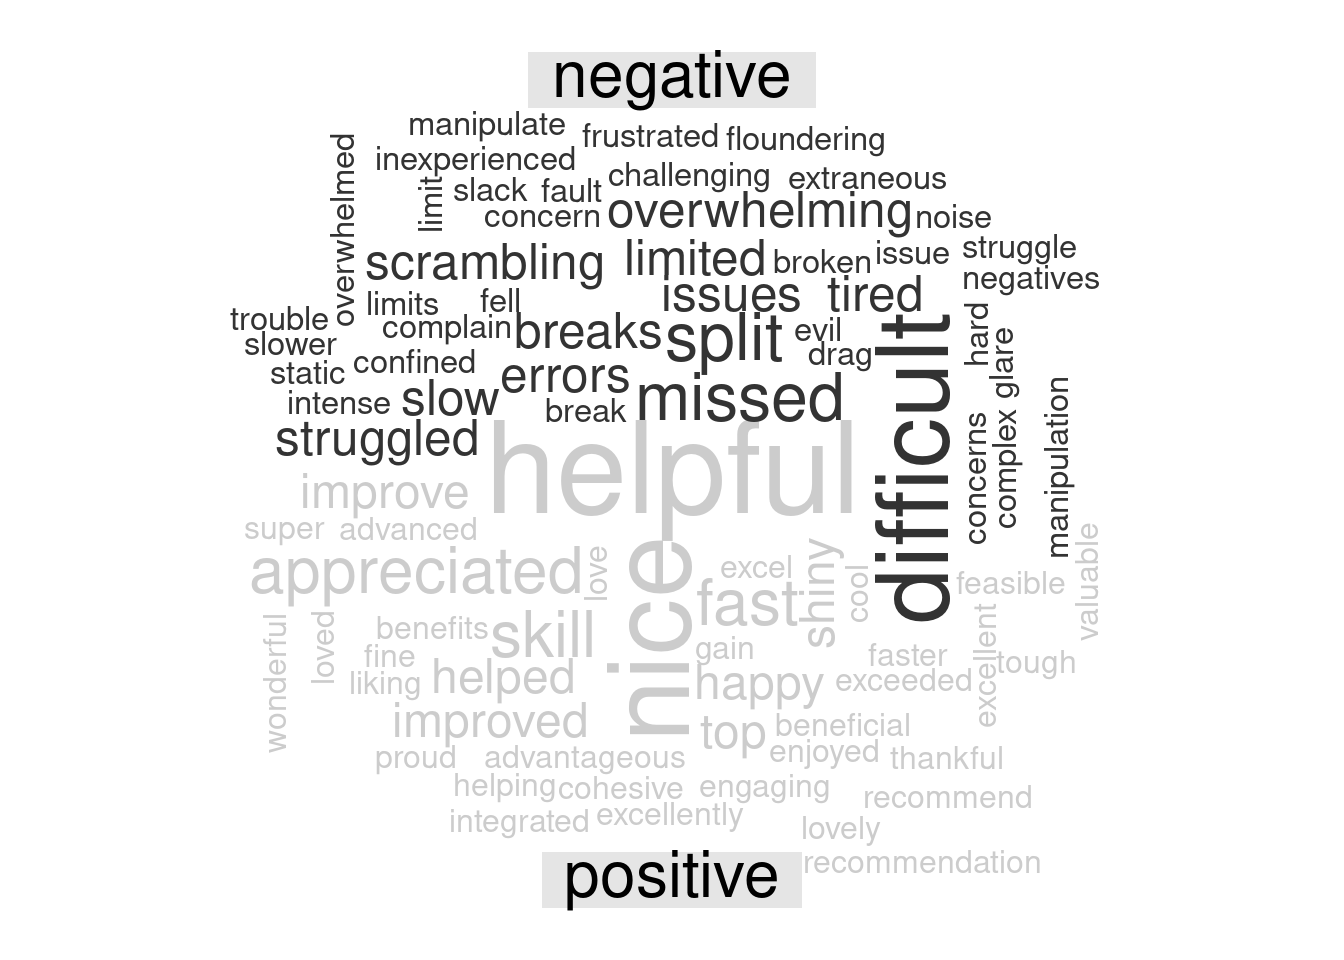 negative
manipulate
frustrated
floundering
inexperienced
overwhelmed
limit
slack
fault
challenging
extraneous
concern
overwhelming
noise
scrambling
limited
broken
issue
struggle
negatives
limits
fell
issues
tired
trouble
complain
breaks
split
evil
drag
difficult
hard
glare
slower
static
confined
errors
intense
slow
break
missed
struggled
concerns
complex
manipulation
helpful
improve
super
advanced
appreciated
love
nice
excel
shiny
cool
feasible
valuable
fast
wonderful
loved
benefits
skill
fine
gain
faster
excellent
tough
liking
helped
happy
exceeded
improved
top
beneficial
proud
advantageous
enjoyed
thankful
helping
cohesive
engaging
recommend
integrated
excellently
lovely
positive
recommendation